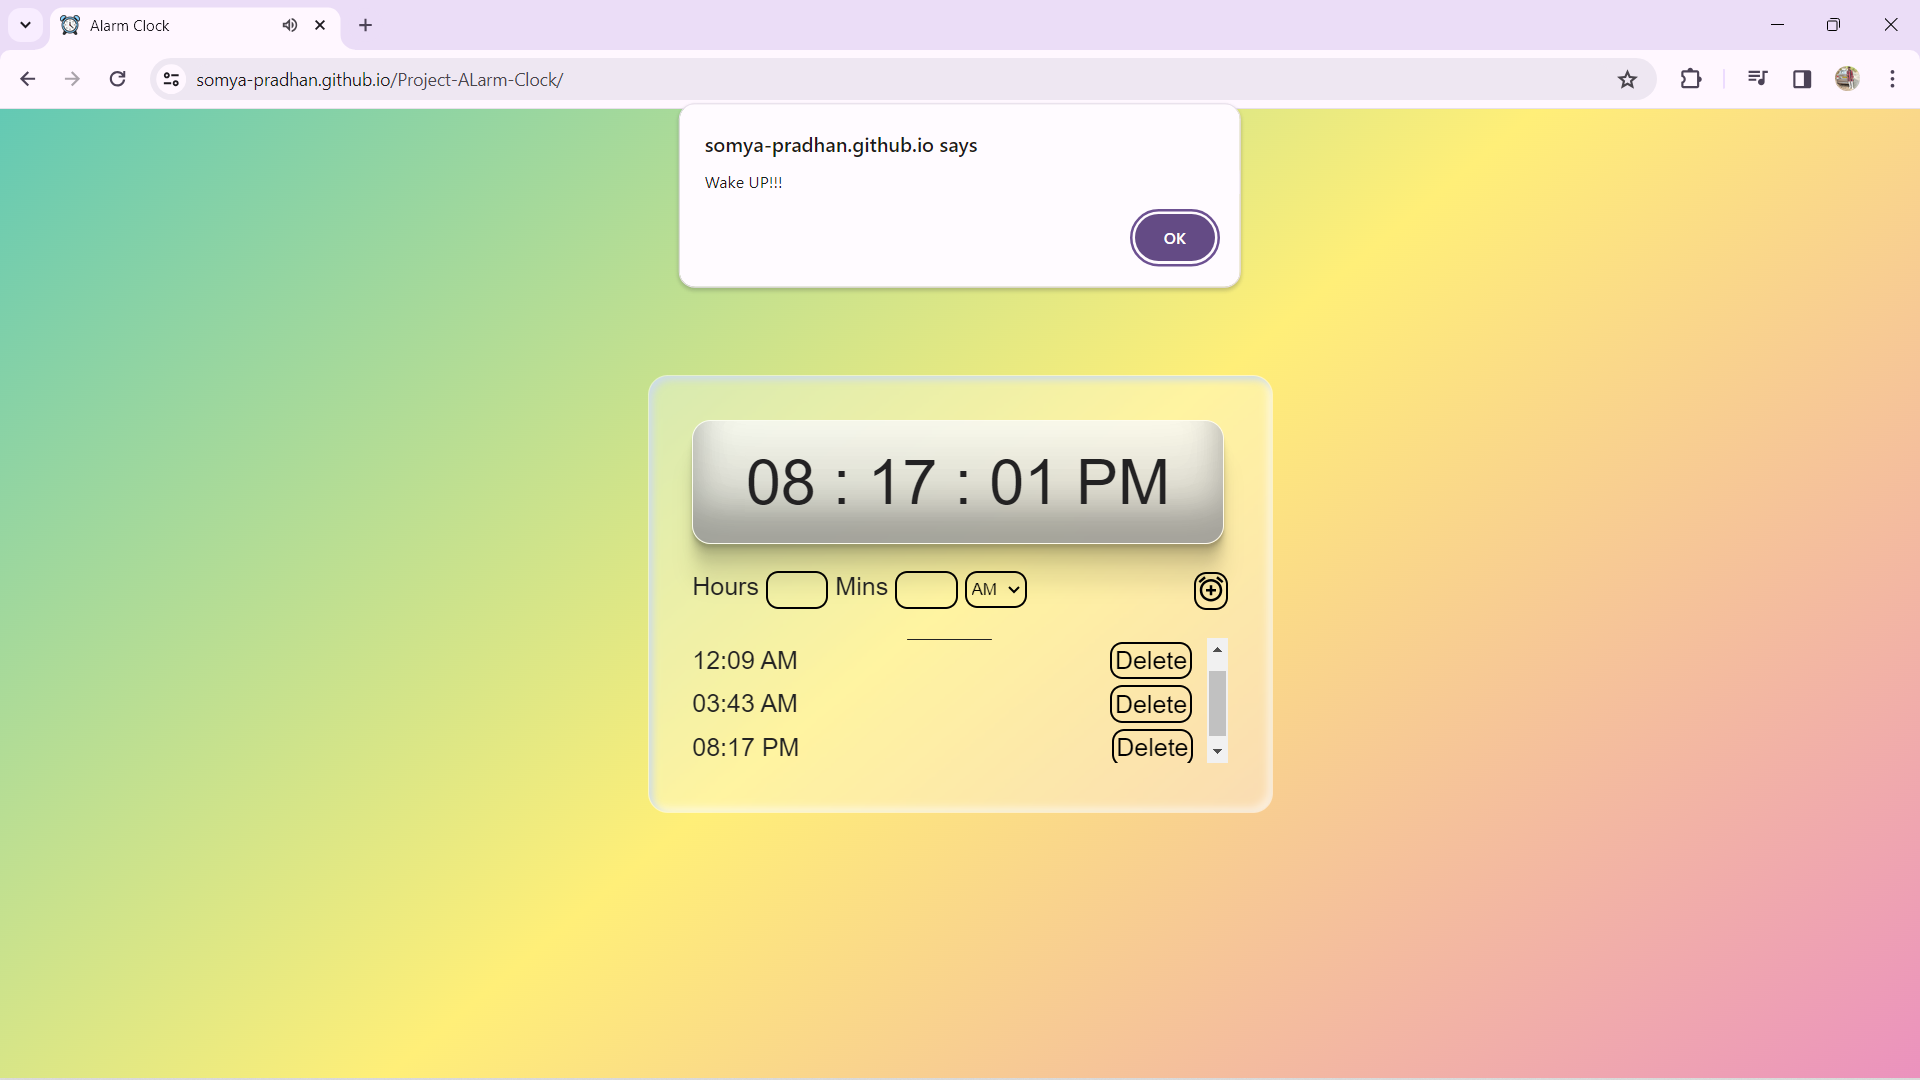 Alarm Clock
somya-pradhan.github.io/Project-ALarm-Clock/
somya-pradhan.github.io says
Wake UP!!!
OK
08 : 17 : 01 PM
Hours Mins AM
12:09 AM Delete
03:43 AM Delete
08:17 PM Delete